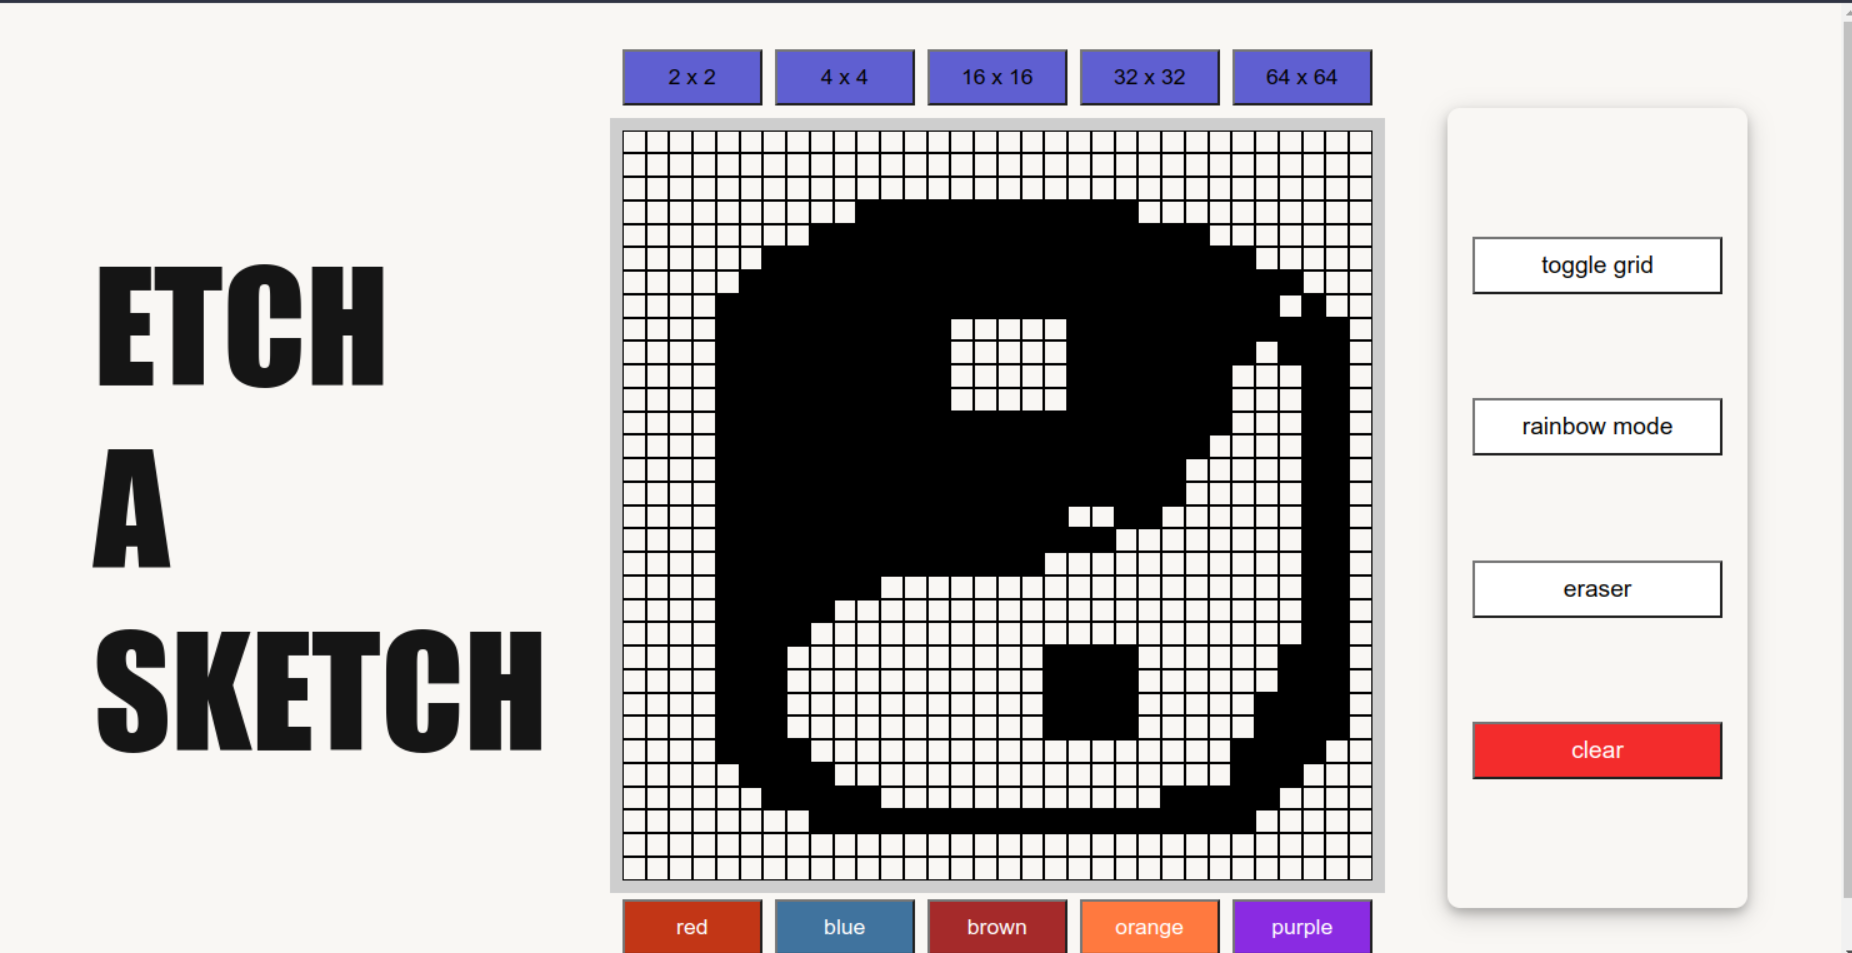 ETCH
A
SKETCH
2 x 2
4 x 4
16 x 16
32 x 32
64 x 64
toggle grid
rainbow mode
eraser
clear
red
blue
brown
orange
purple